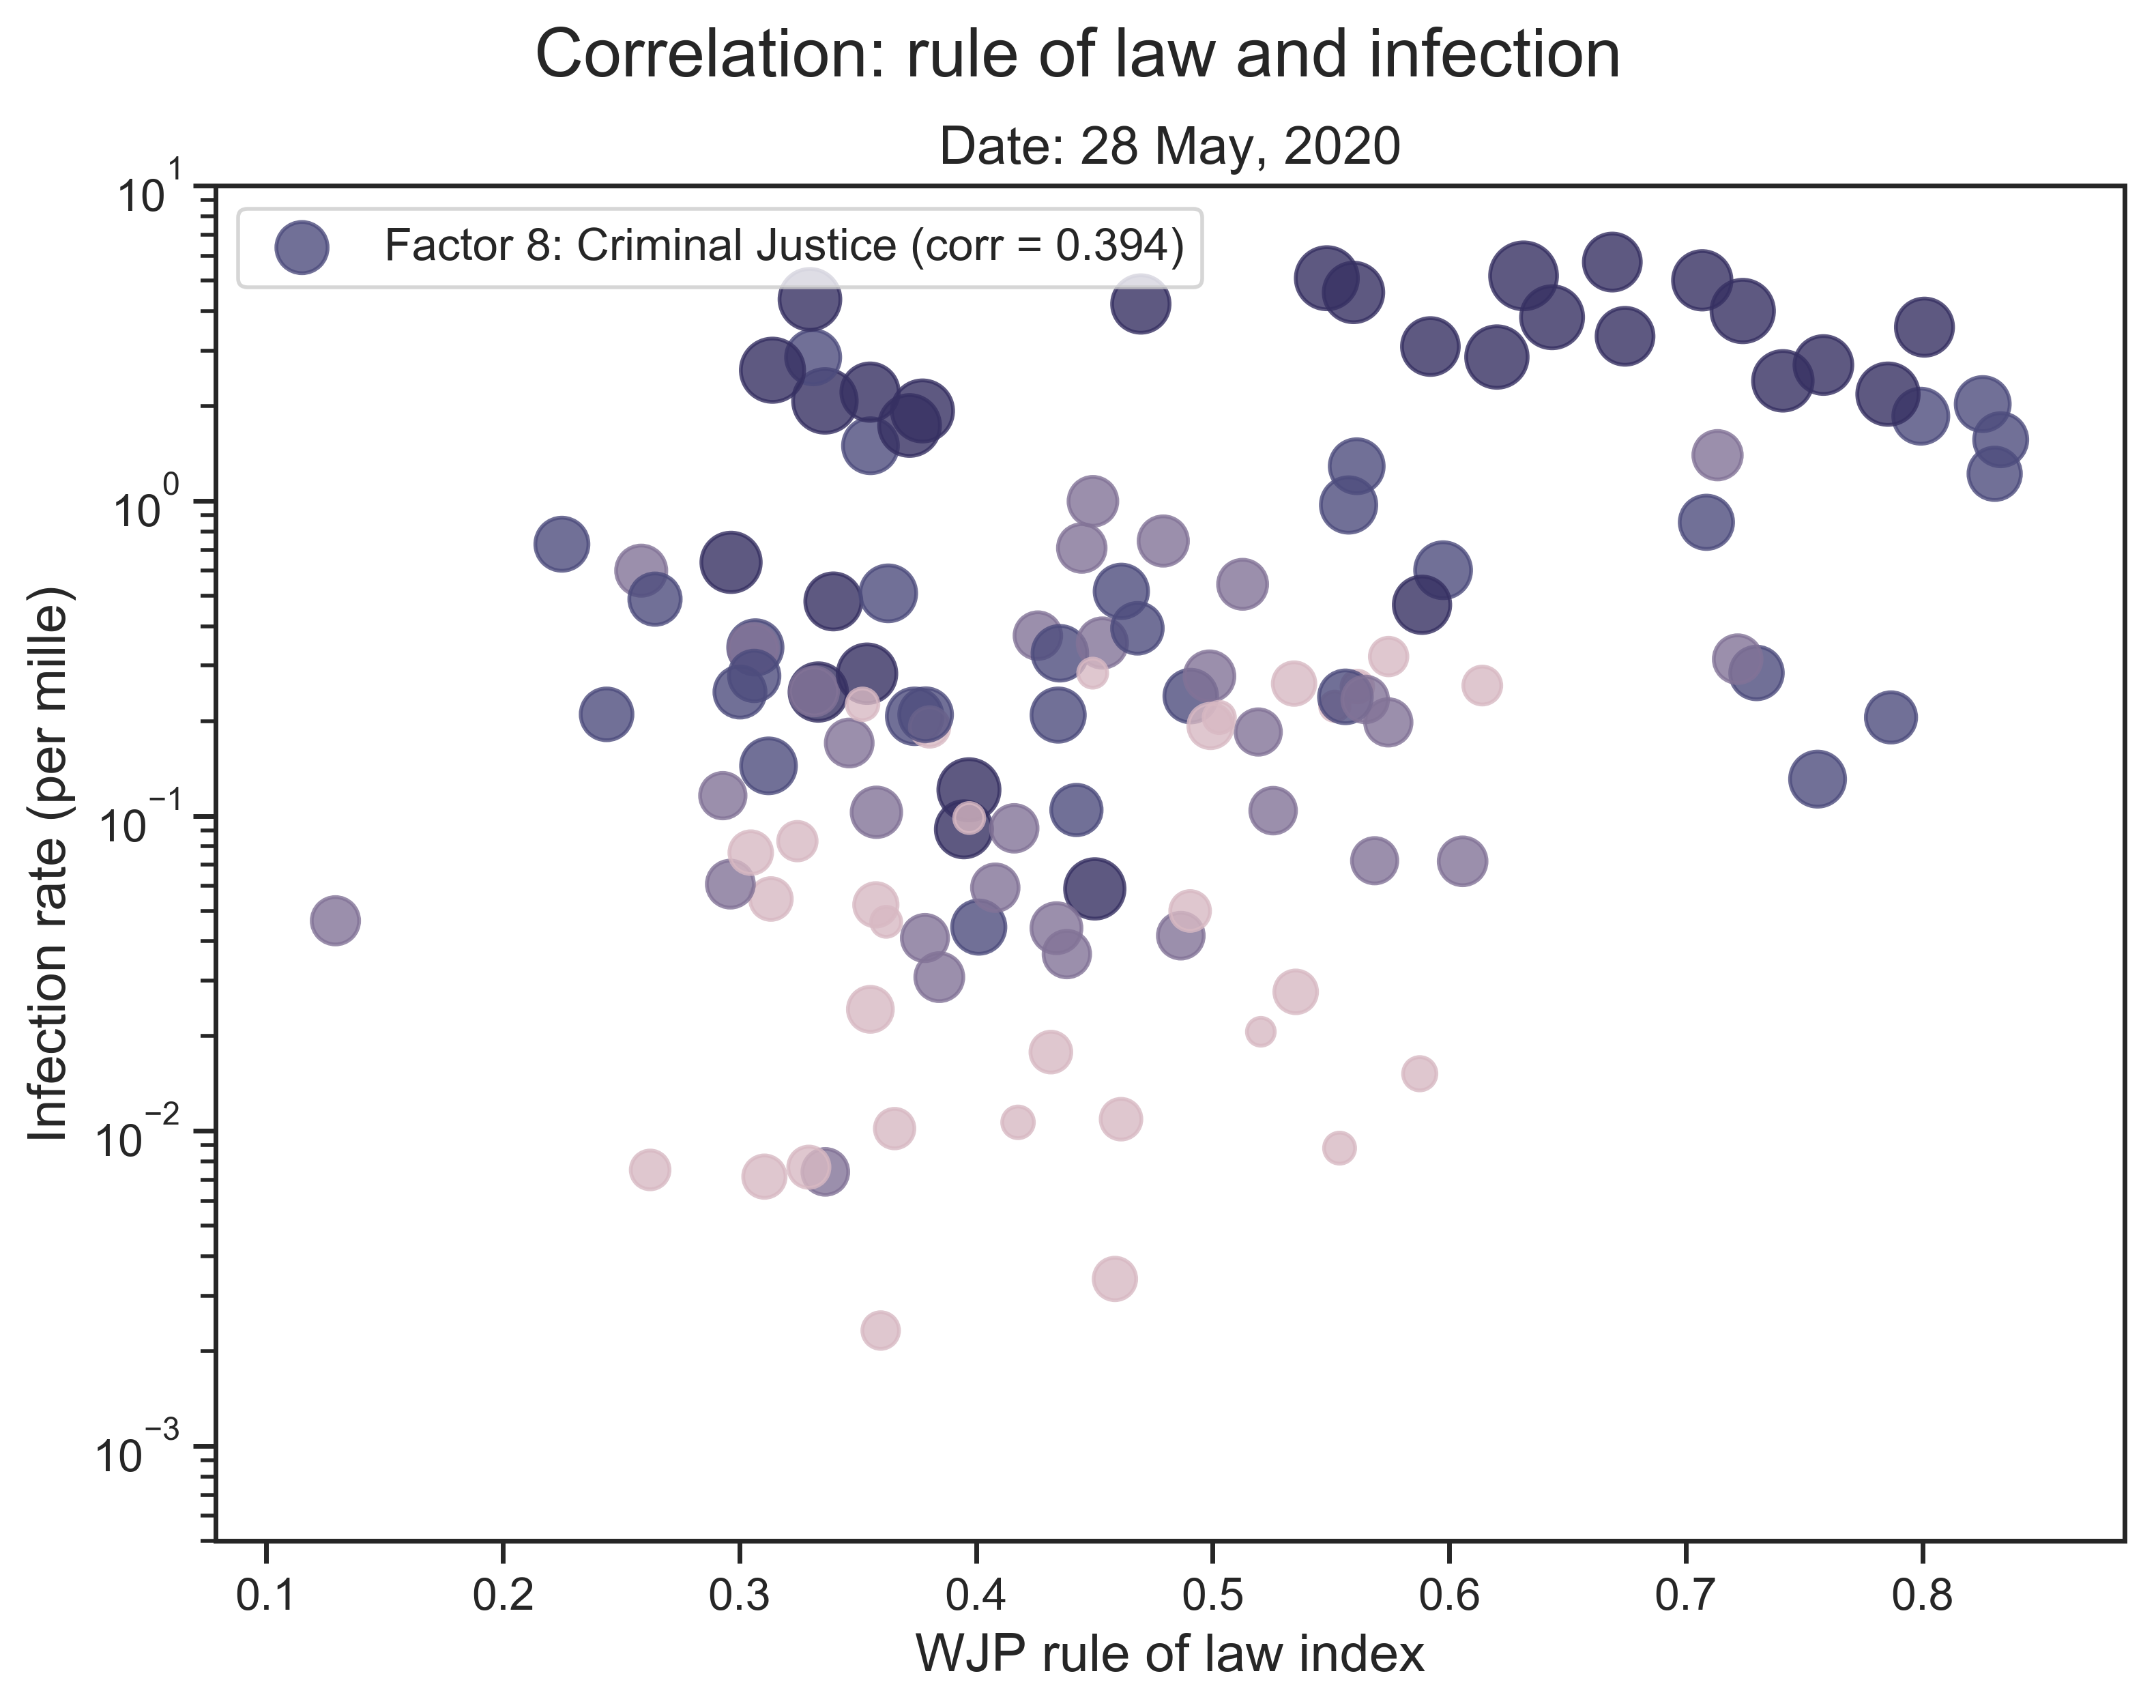 Correlation: rule of law and infection
Date: 28 May, 2020
Factor 8: Criminal Justice (corr = 0.394)
Infection rate (per mille)
10^1
10^0
10^−1
10^−2
10^−3
0.1 0.2 0.3 0.4 0.5 0.6 0.7 0.8
WJP rule of law index